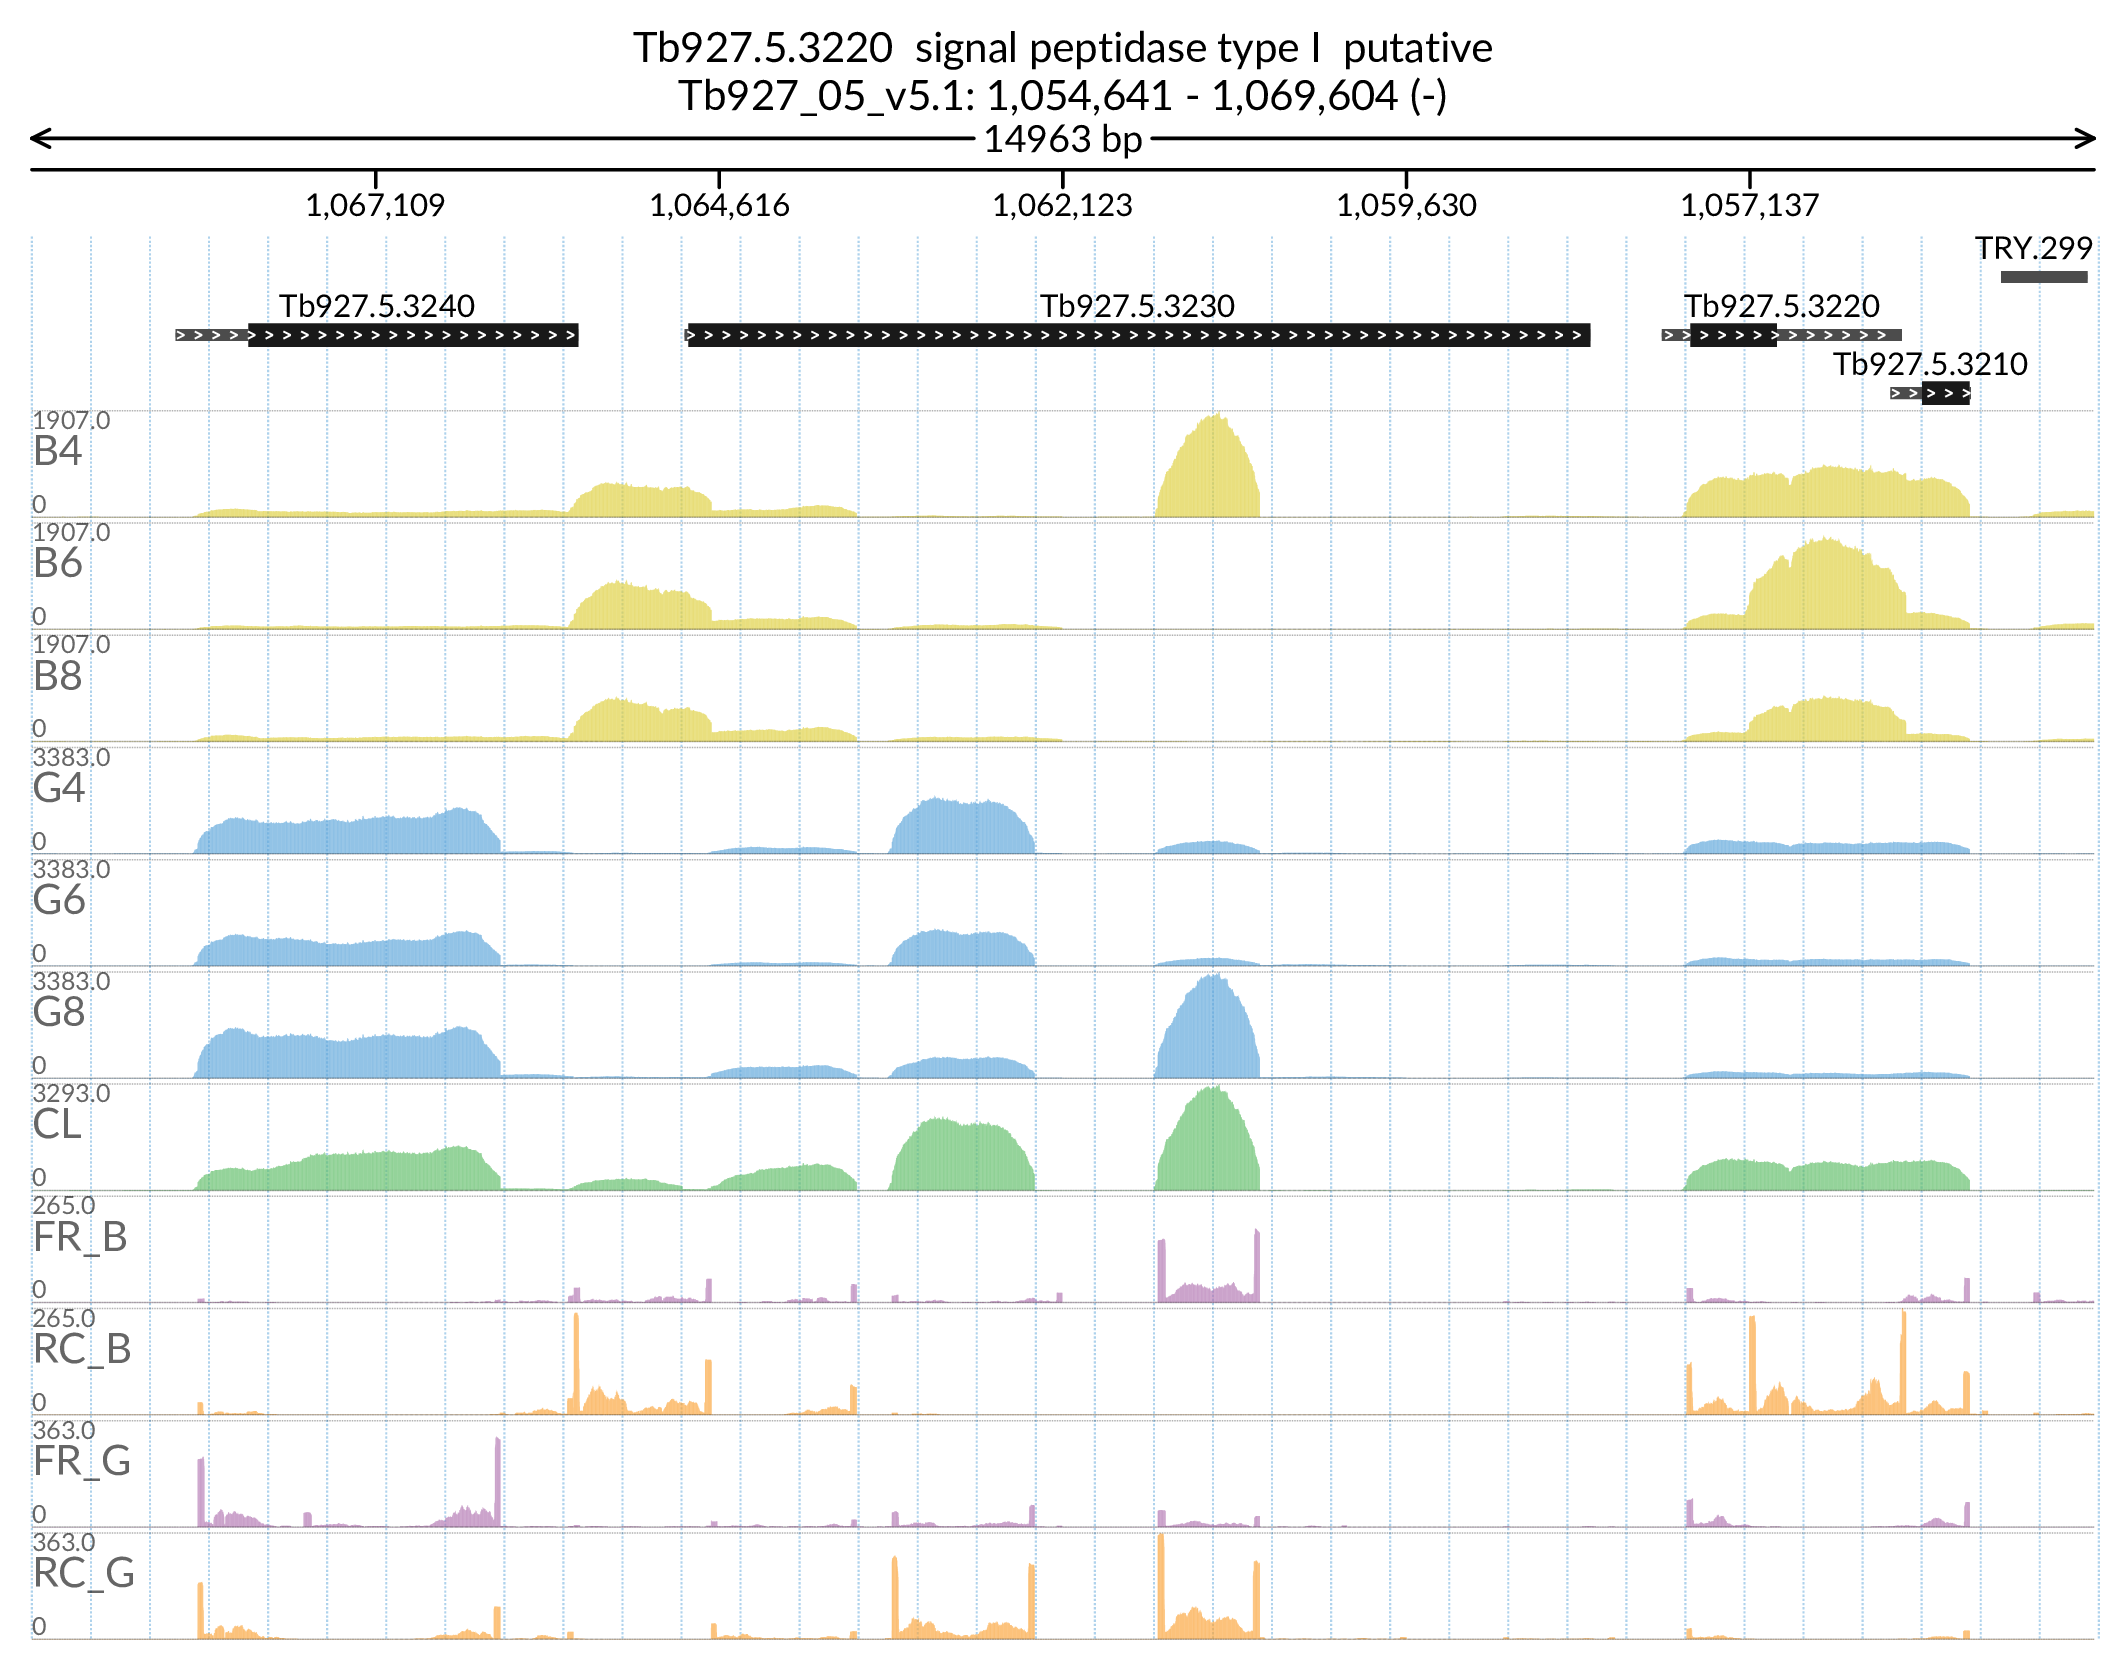 Tb927.5.3220  signal peptidase type I  putative
Tb927_05_v5.1: 1,054,641 - 1,069,604 (-)
14963 bp
1,067,109
1,064,616
1,062,123
1,059,630
1,057,137
TRY.299
Tb927.5.3240
Tb927.5.3230
Tb927.5.3220
Tb927.5.3210
1907.0
B4
0
1907.0
B6
0
1907.0
B8
0
3383.0
G4
0
3383.0
G6
0
3383.0
G8
0
3293.0
CL
0
265.0
FR_B
0
265.0
RC_B
0
363.0
FR_G
0
363.0
RC_G
0